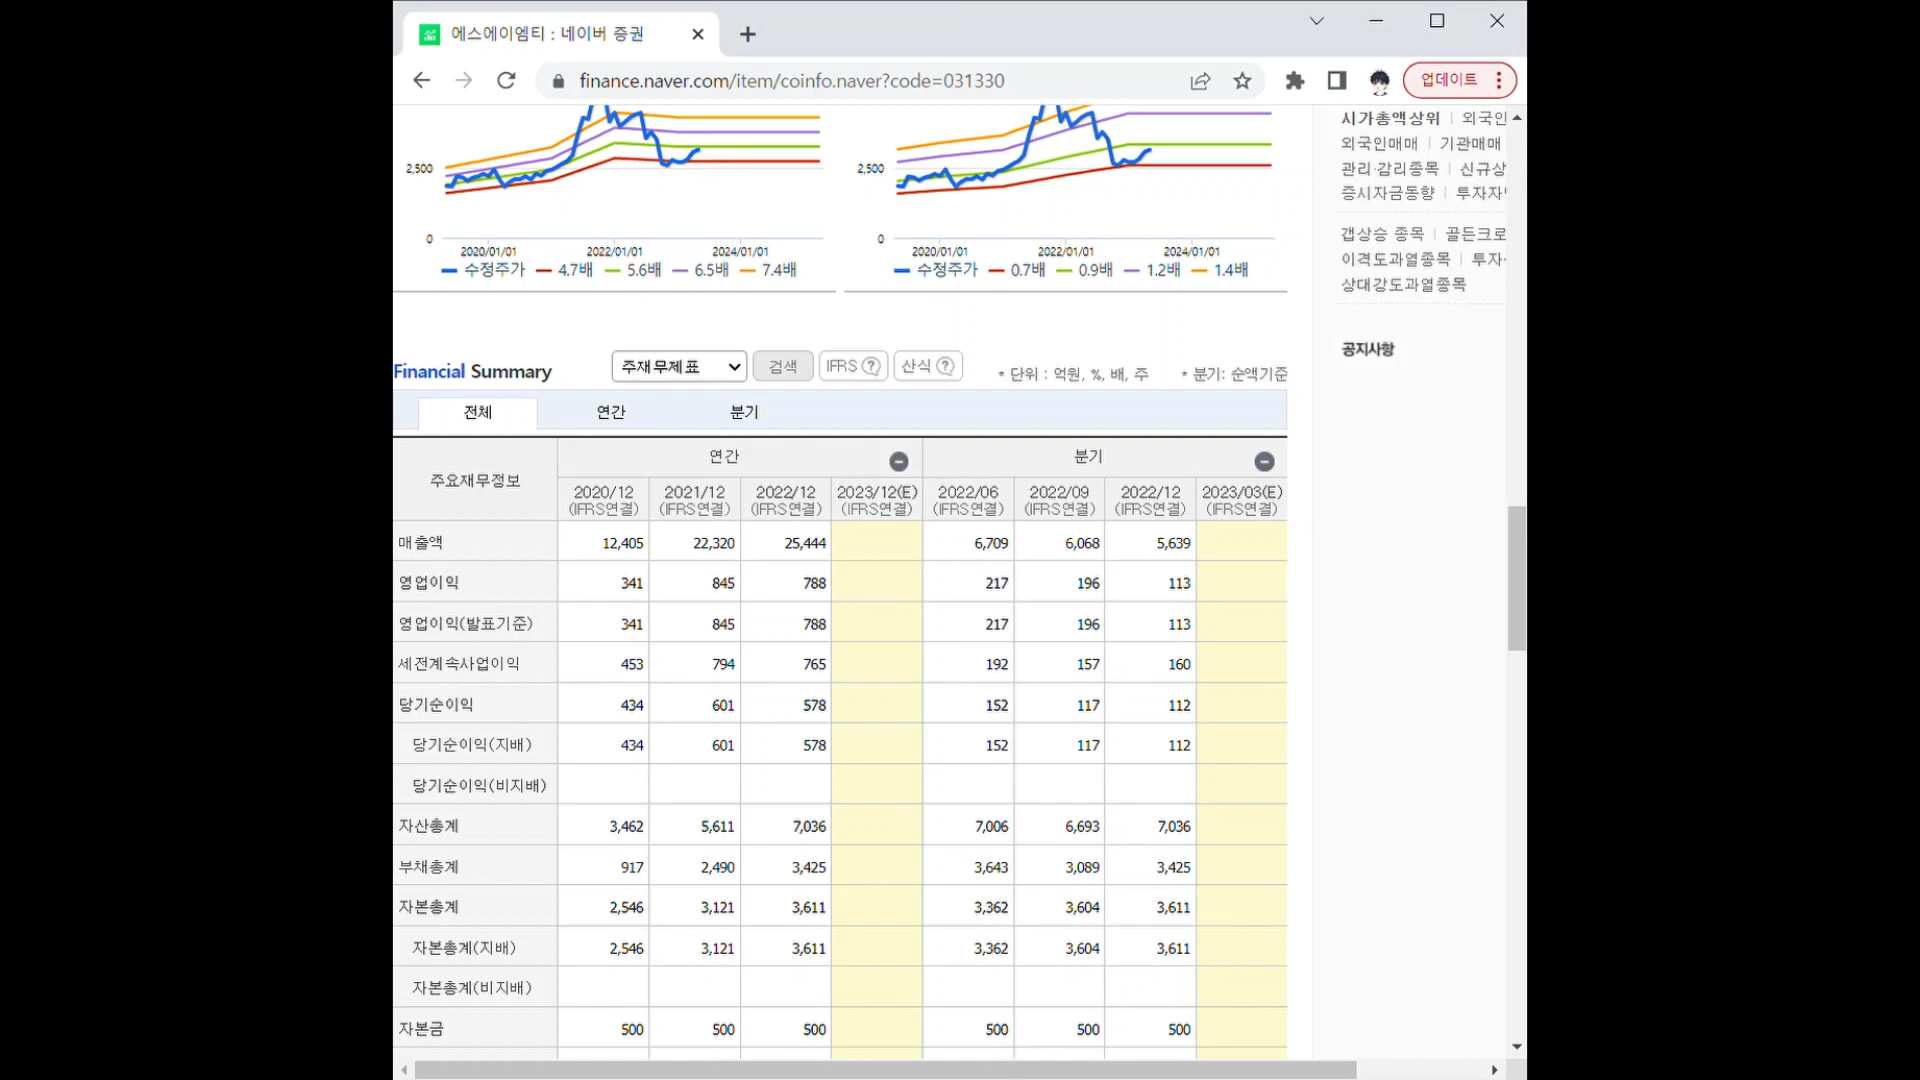 에스에이엠티 : 네이버 증권
finance.naver.com/item/coinfo.naver?code=031330
업데이트
2,500
0
2020/01/01 2022/01/01 2024/01/01
수정주가 4.7배 5.6배 6.5배 7.4배
2,500
0
2020/01/01 2022/01/01 2024/01/01
수정주가 0.7배 0.9배 1.2배 1.4배
시가총액상위 외국인
외국인매매 기관매매
관리·감리종목 신규상
증시자금동향 투자자
갭상승 종목 골든크로
이격도과열종목 투자
상대강도과열종목
공지사항
Financial Summary 주재무제표 검색 IFRS ? 산식 ? * 단위 : 억원, %, 배, 주 * 분기: 순액기준
전체 연간 분기
주요재무정보 연간 분기
2020/12 2021/12 2022/12 2023/12(E) 2022/06 2022/09 2022/12 2023/03(E)
(IFRS연결) (IFRS연결) (IFRS연결) (IFRS연결) (IFRS연결) (IFRS연결) (IFRS연결) (IFRS연결)
매출액 12,405 22,320 25,444 6,709 6,068 5,639
영업이익 341 845 788 217 196 113
영업이익(발표기준) 341 845 788 217 196 113
세전계속사업이익 453 794 765 192 157 160
당기순이익 434 601 578 152 117 112
당기순이익(지배) 434 601 578 152 117 112
당기순이익(비지배)
자산총계 3,462 5,611 7,036 7,006 6,693 7,036
부채총계 917 2,490 3,425 3,643 3,089 3,425
자본총계 2,546 3,121 3,611 3,362 3,604 3,611
자본총계(지배) 2,546 3,121 3,611 3,362 3,604 3,611
자본총계(비지배)
자본금 500 500 500 500 500 500